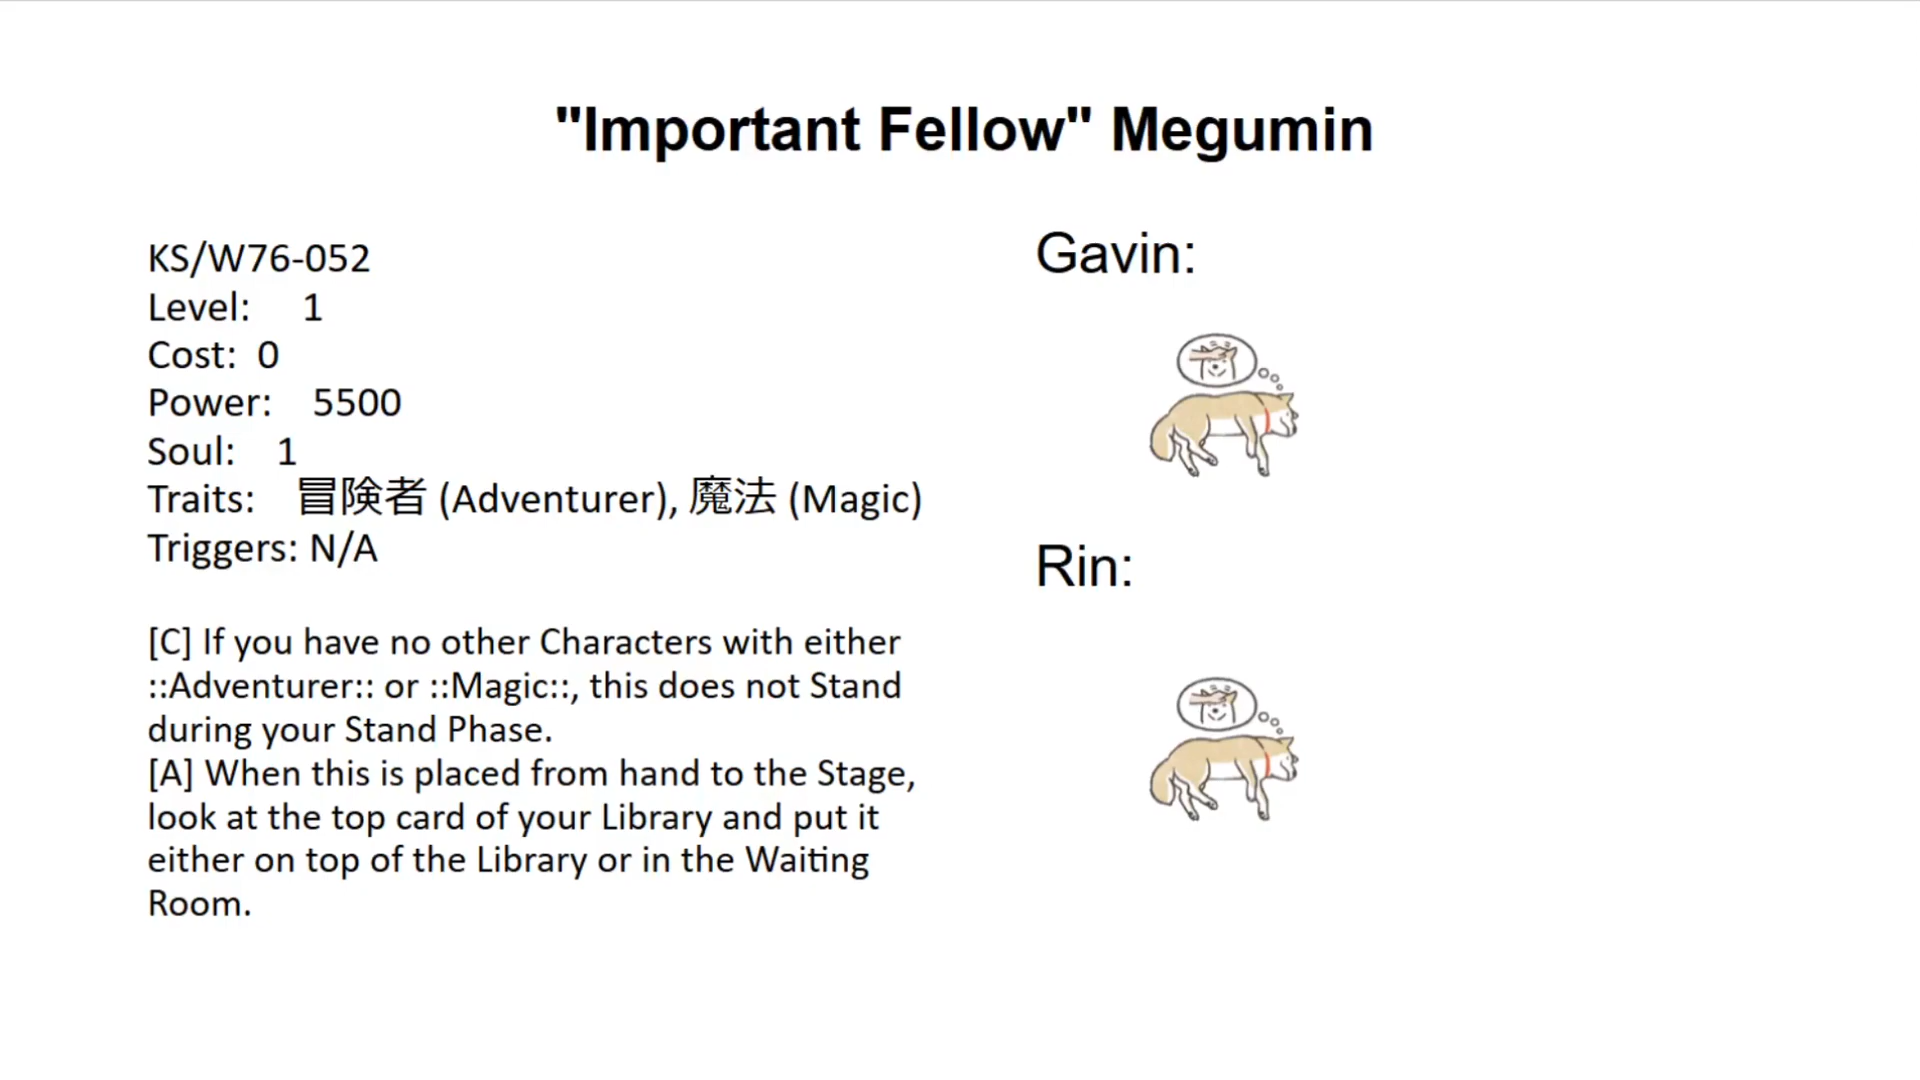 "Important Fellow" Megumin
KS/W76-052
Level: 1
Cost: 0
Power: 5500
Soul: 1
Traits: 冒険者 (Adventurer), 魔法 (Magic)
Triggers: N/A
[C] If you have no other Characters with either
::Adventurer:: or ::Magic::, this does not Stand
during your Stand Phase.
[A] When this is placed from hand to the Stage,
look at the top card of your Library and put it
either on top of the Library or in the Waiting
Room.
Gavin:
Rin: